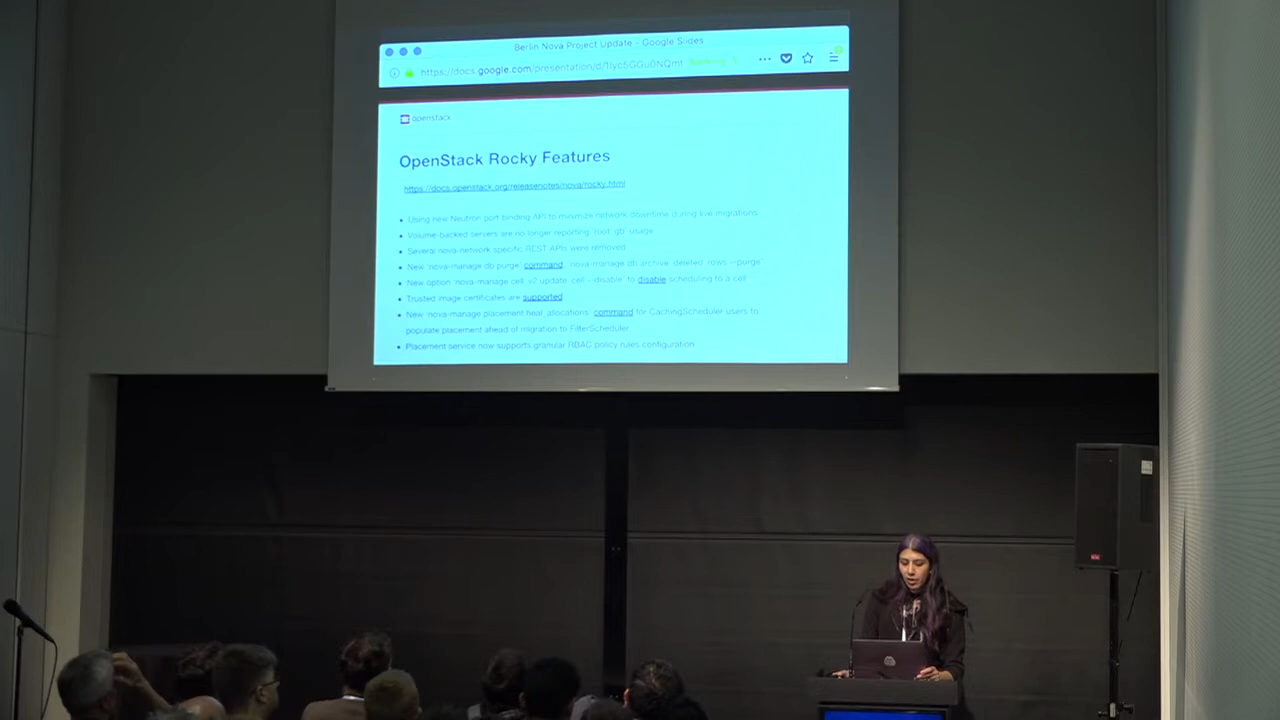 Berlin Nova Project Update - Google Slides
https://docs.google.com/presentation/d/1Iyc5GGu0NQmf
openstack
OpenStack Rocky Features
https://docs.openstack.org/releasenotes/nova/rocky.html
• Using new Neutron port binding API to minimize network downtime during live migrations
• Volume-backed servers are no longer reporting 'root_gb' usage
• Several nova-network specific REST APIs were removed
• New 'nova-manage db purge' command, 'nova-manage db archive_deleted_rows --purge'
• New option 'nova-manage cell_v2 update_cell --disable' to disable scheduling to a cell
• Trusted image certificates are supported
• New 'nova-manage placement heal_allocations' command for CachingScheduler users to
populate placement ahead of migration to FilterScheduler
• Placement service now supports granular RBAC policy rules configuration